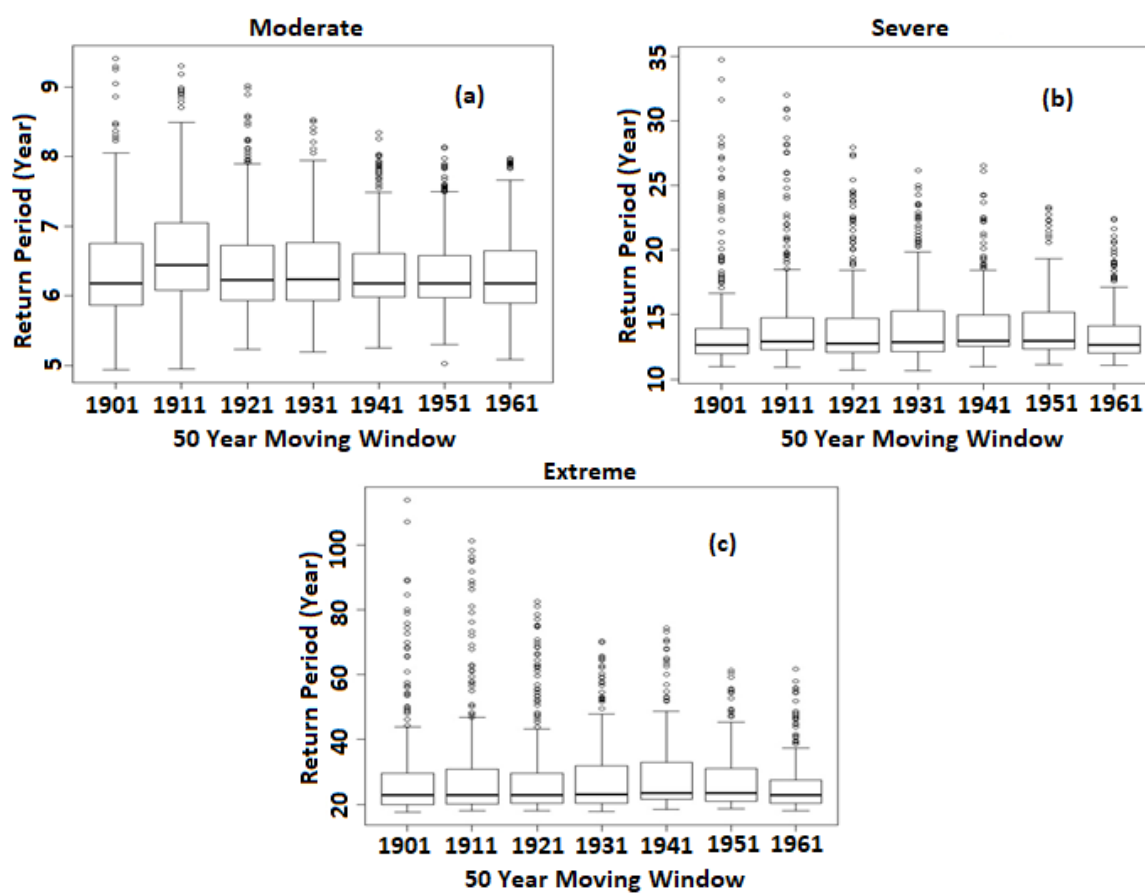 Moderate
Return Period (Year)
9
8
7
6
5
(a)
1901 1911 1921 1931 1941 1951 1961
50 Year Moving Window
Severe
Return Period (Year)
35
30
25
20
15
10
(b)
1901 1911 1921 1931 1941 1951 1961
50 Year Moving Window
Extreme
Return Period (Year)
100
80
60
40
20
(c)
1901 1911 1921 1931 1941 1951 1961
50 Year Moving Window